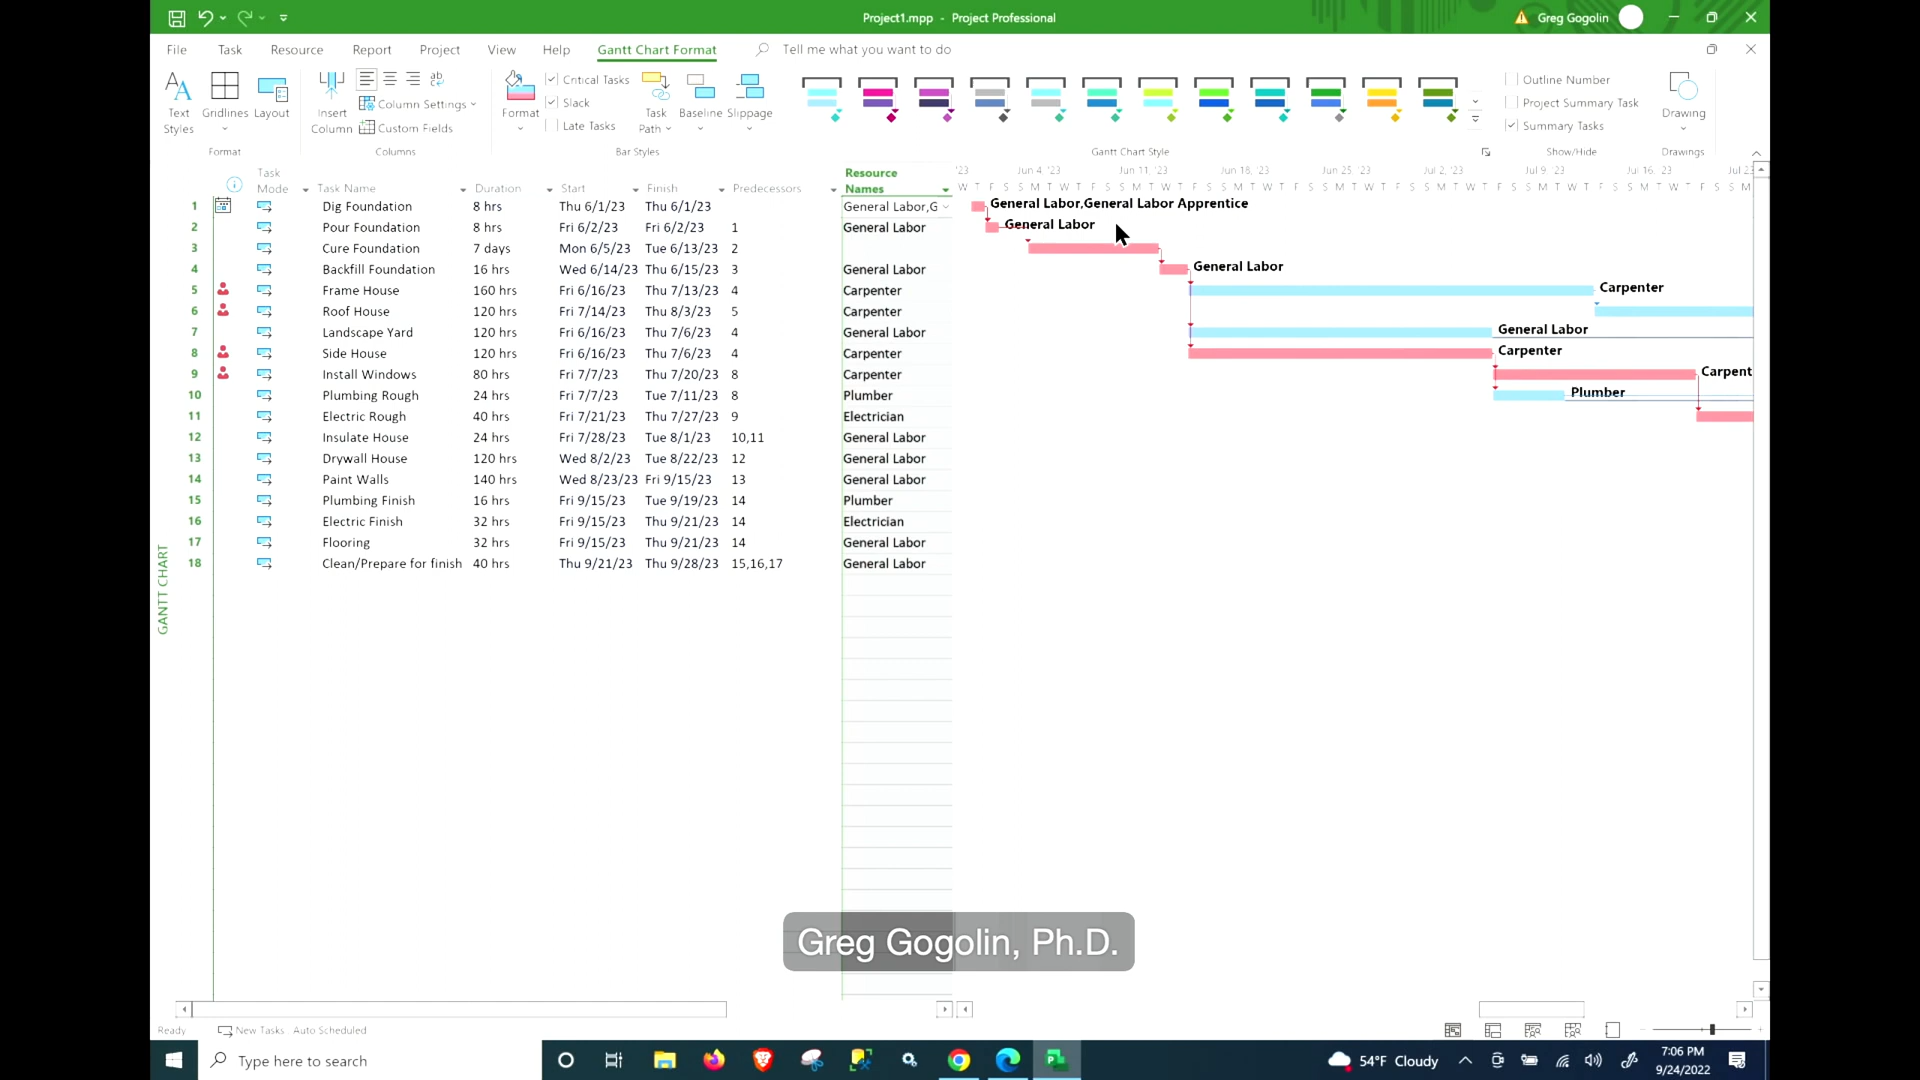 Project1.mpp - Project Professional
Greg Gogolin
File Task Resource Report Project View Help Gantt Chart Format Tell me what you want to do
Text Styles
Gridlines
Layout
Format
Insert Column
Column Settings
Custom Fields
Columns
Format
Critical Tasks
Slack
Late Tasks
Task Path
Baseline
Slippage
Bar Styles
Gantt Chart Style
Outline Number
Project Summary Task
Summary Tasks
Show/Hide
Drawing
Drawings
Task Mode Task Name Duration Start Finish Predecessors Resource Names
'23 Jun 4, '23 Jun 11, '23 Jun 18, '23 Jun 25, '23 Jul 2, '23 Jul 9, '23 Jul 16, '23 Jul 23
W T F S S M T W T F S S M T W T F S S M T W T F S S M T W T F S S M T W T F S S M T W T F S S M T W T F S S M
1 Dig Foundation 8 hrs Thu 6/1/23 Thu 6/1/23 General Labor,G
2 Pour Foundation 8 hrs Fri 6/2/23 Fri 6/2/23 1 General Labor
3 Cure Foundation 7 days Mon 6/5/23 Tue 6/13/23 2
4 Backfill Foundation 16 hrs Wed 6/14/23 Thu 6/15/23 3 General Labor
5 Frame House 160 hrs Fri 6/16/23 Thu 7/13/23 4 Carpenter
6 Roof House 120 hrs Fri 7/14/23 Thu 8/3/23 5 Carpenter
7 Landscape Yard 120 hrs Fri 6/16/23 Thu 7/6/23 4 General Labor
8 Side House 120 hrs Fri 6/16/23 Thu 7/6/23 4 Carpenter
9 Install Windows 80 hrs Fri 7/7/23 Thu 7/20/23 8 Carpenter
10 Plumbing Rough 24 hrs Fri 7/7/23 Tue 7/11/23 8 Plumber
11 Electric Rough 40 hrs Fri 7/21/23 Thu 7/27/23 9 Electrician
12 Insulate House 24 hrs Fri 7/28/23 Tue 8/1/23 10,11 General Labor
13 Drywall House 120 hrs Wed 8/2/23 Tue 8/22/23 12 General Labor
14 Paint Walls 140 hrs Wed 8/23/23 Fri 9/15/23 13 General Labor
15 Plumbing Finish 16 hrs Fri 9/15/23 Tue 9/19/23 14 Plumber
16 Electric Finish 32 hrs Fri 9/15/23 Thu 9/21/23 14 Electrician
17 Flooring 32 hrs Fri 9/15/23 Thu 9/21/23 14 General Labor
18 Clean/Prepare for finish 40 hrs Thu 9/21/23 Thu 9/28/23 15,16,17 General Labor
General Labor,General Labor Apprentice
General Labor
General Labor
Carpenter
General Labor
Carpenter
Carpent
Plumber
GANTT CHART
Greg Gogolin, Ph.D.
Ready New Tasks Auto Scheduled
Type here to search
54°F Cloudy
7:06 PM
9/24/2022